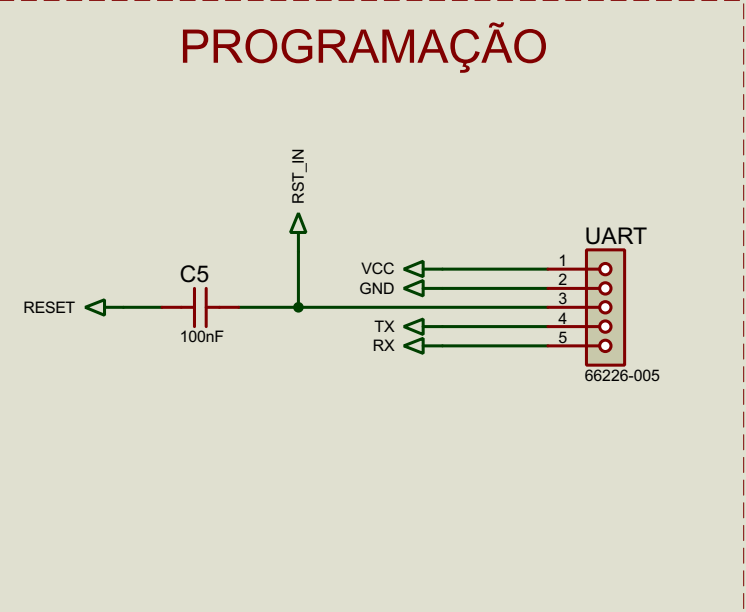 PROGRAMAÇÃO
RST_IN
UART
C5
RESET
100nF
VCC
GND
TX
RX
1
2
3
4
5
66226-005